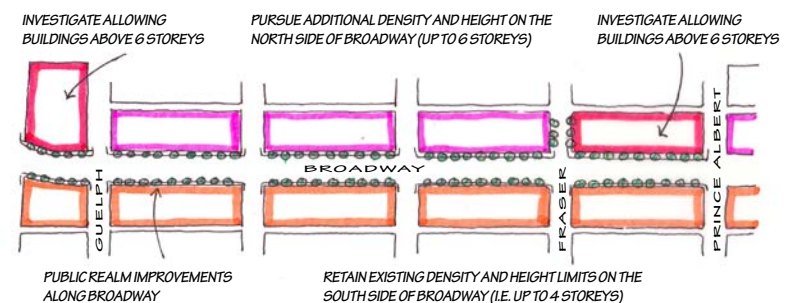 INVESTIGATE ALLOWING
BUILDINGS ABOVE 6 STOREYS
PURSUE ADDITIONAL DENSITY AND HEIGHT ON THE
NORTH SIDE OF BROADWAY (UP TO 6 STOREYS)
INVESTIGATE ALLOWING
BUILDINGS ABOVE 6 STOREYS
BROADWAY
GUELPH
FRASER
PRINCE ALBERT
PUBLIC REALM IMPROVEMENTS
ALONG BROADWAY
RETAIN EXISTING DENSITY AND HEIGHT LIMITS ON THE
SOUTH SIDE OF BROADWAY (I.E. UP TO 4 STOREYS)